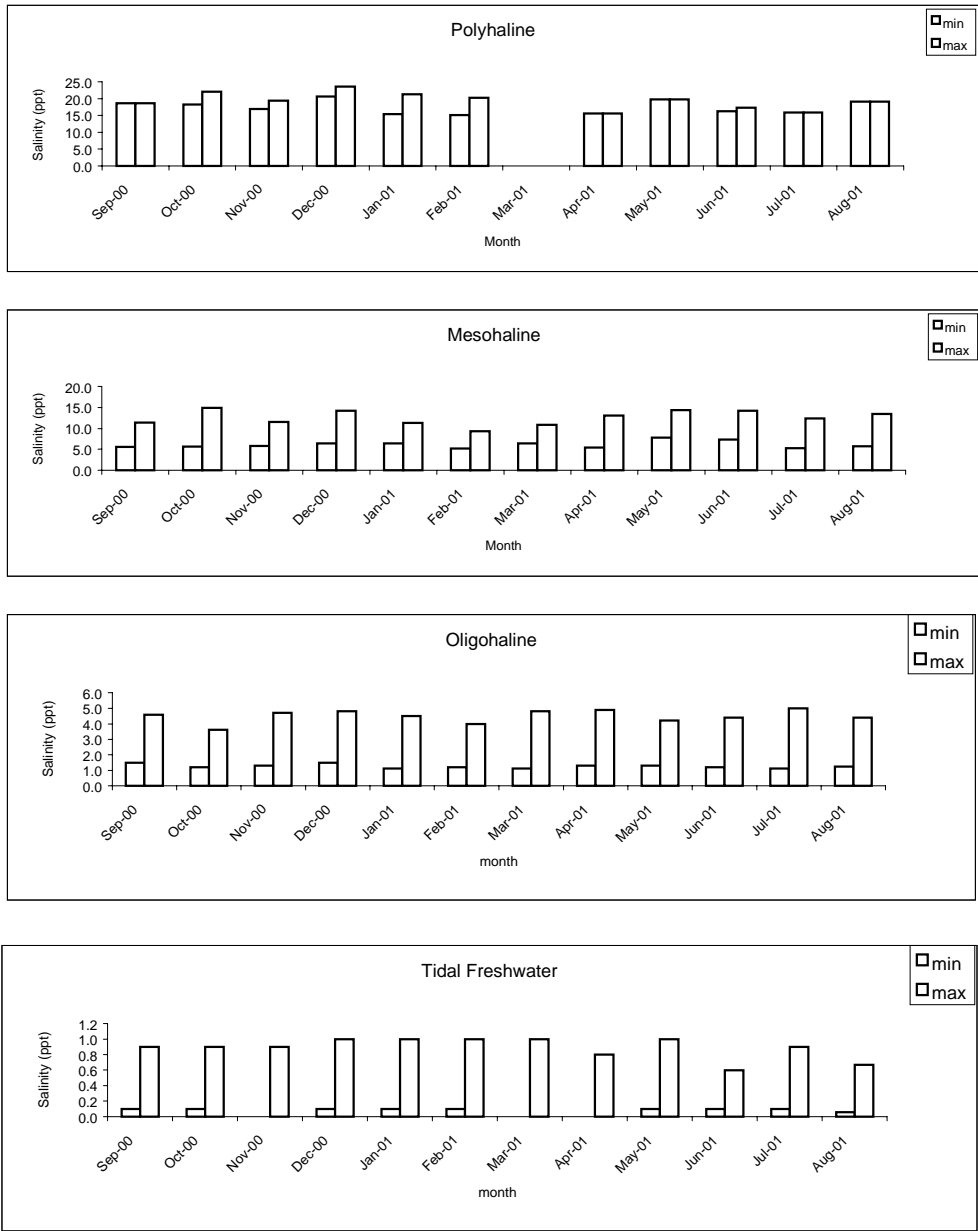 Polyhaline
min
max
Salinity (ppt)
25.0
20.0
15.0
10.0
5.0
0.0
Sep-00
Oct-00
Nov-00
Dec-00
Jan-01
Feb-01
Mar-01
Apr-01
May-01
Jun-01
Jul-01
Aug-01
Month
Mesohaline
min
max
Salinity (ppt)
20.0
15.0
10.0
5.0
0.0
Sep-00
Oct-00
Nov-00
Dec-00
Jan-01
Feb-01
Mar-01
Apr-01
May-01
Jun-01
Jul-01
Aug-01
Month
Oligohaline
min
max
Salinity (ppt)
6.0
5.0
4.0
3.0
2.0
1.0
0.0
Sep-00
Oct-00
Nov-00
Dec-00
Jan-01
Feb-01
Mar-01
Apr-01
May-01
Jun-01
Jul-01
Aug-01
month
Tidal Freshwater
min
max
Salinity (ppt)
1.2
1.0
0.8
0.6
0.4
0.2
0.0
Sep-00
Oct-00
Nov-00
Dec-00
Jan-01
Feb-01
Mar-01
Apr-01
May-01
Jun-01
Jul-01
Aug-01
month